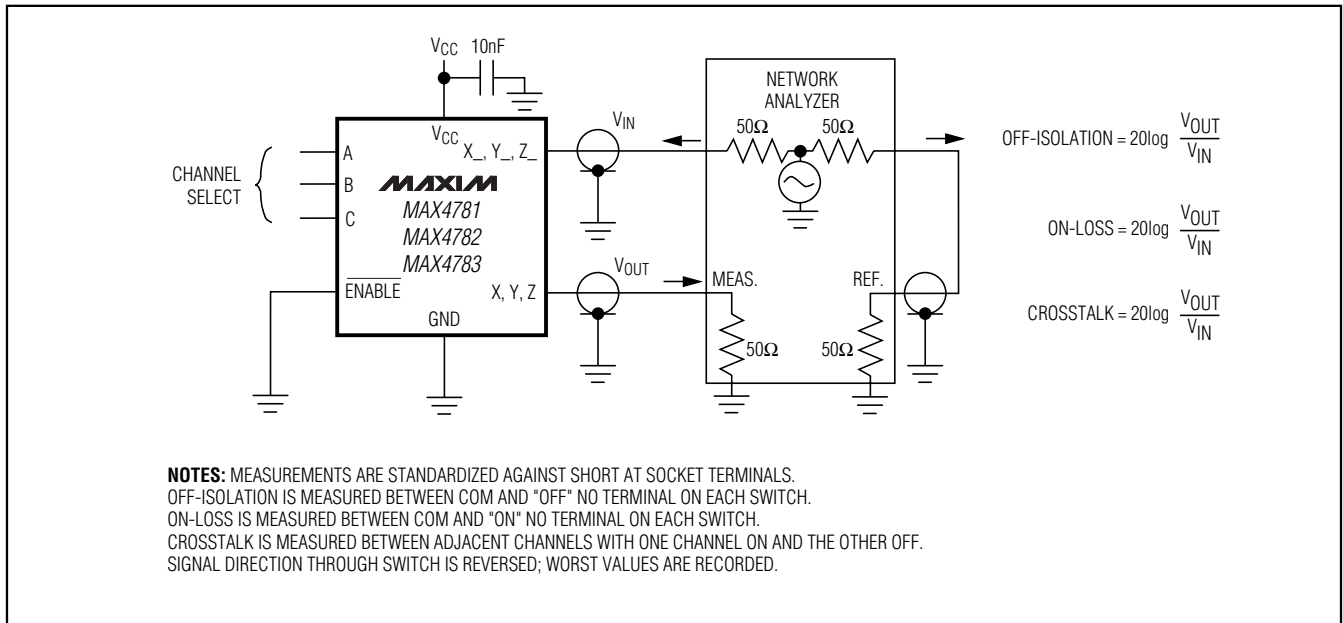 VCC 10nF
NETWORK
ANALYZER
50Ω 50Ω
VIN
VCC
X_, Y_, Z_
OFF-ISOLATION = 20log VOUT
VIN
CHANNEL
SELECT
A
B
C
MAXIM
MAX4781
MAX4782
MAX4783
ON-LOSS = 20log VOUT
VIN
VOUT
MEAS. REF.
ENABLE
X, Y, Z
GND
CROSSTALK = 20log VOUT
VIN
50Ω 50Ω
NOTES: MEASUREMENTS ARE STANDARDIZED AGAINST SHORT AT SOCKET TERMINALS.
OFF-ISOLATION IS MEASURED BETWEEN COM AND "OFF" NO TERMINAL ON EACH SWITCH.
ON-LOSS IS MEASURED BETWEEN COM AND "ON" NO TERMINAL ON EACH SWITCH.
CROSSTALK IS MEASURED BETWEEN ADJACENT CHANNELS WITH ONE CHANNEL ON AND THE OTHER OFF.
SIGNAL DIRECTION THROUGH SWITCH IS REVERSED; WORST VALUES ARE RECORDED.